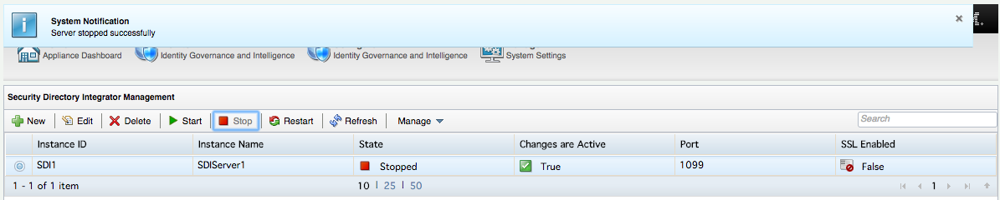 System Notification
Server stopped successfully
Appliance Dashboard Identity Governance and Intelligence Identity Governance and Intelligence System Settings
Security Directory Integrator Management
New Edit Delete Start Stop Restart Refresh Manage Search
Instance ID Instance Name State Changes are Active Port SSL Enabled
SDI1 SDIServer1 Stopped True 1099 False
1 - 1 of 1 item 10 | 25 | 50 1